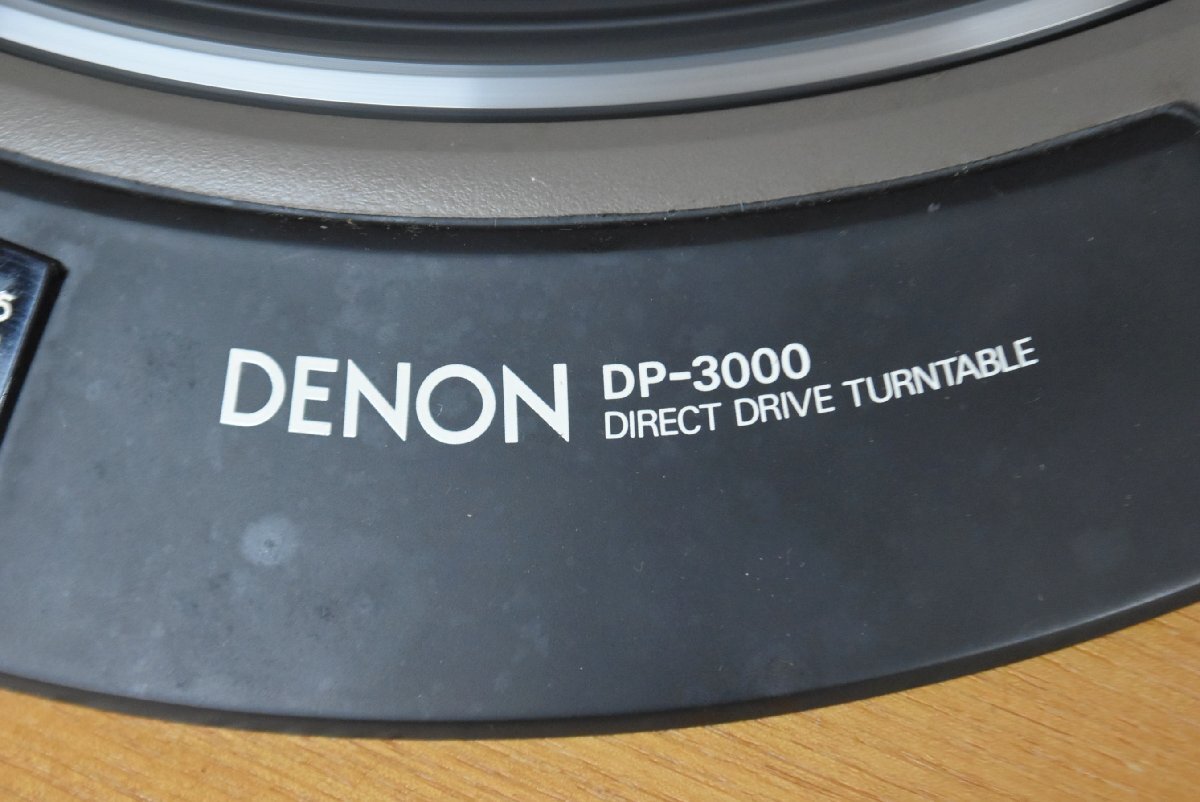 DENON
DP-3000
DIRECT DRIVE TURNTABLE